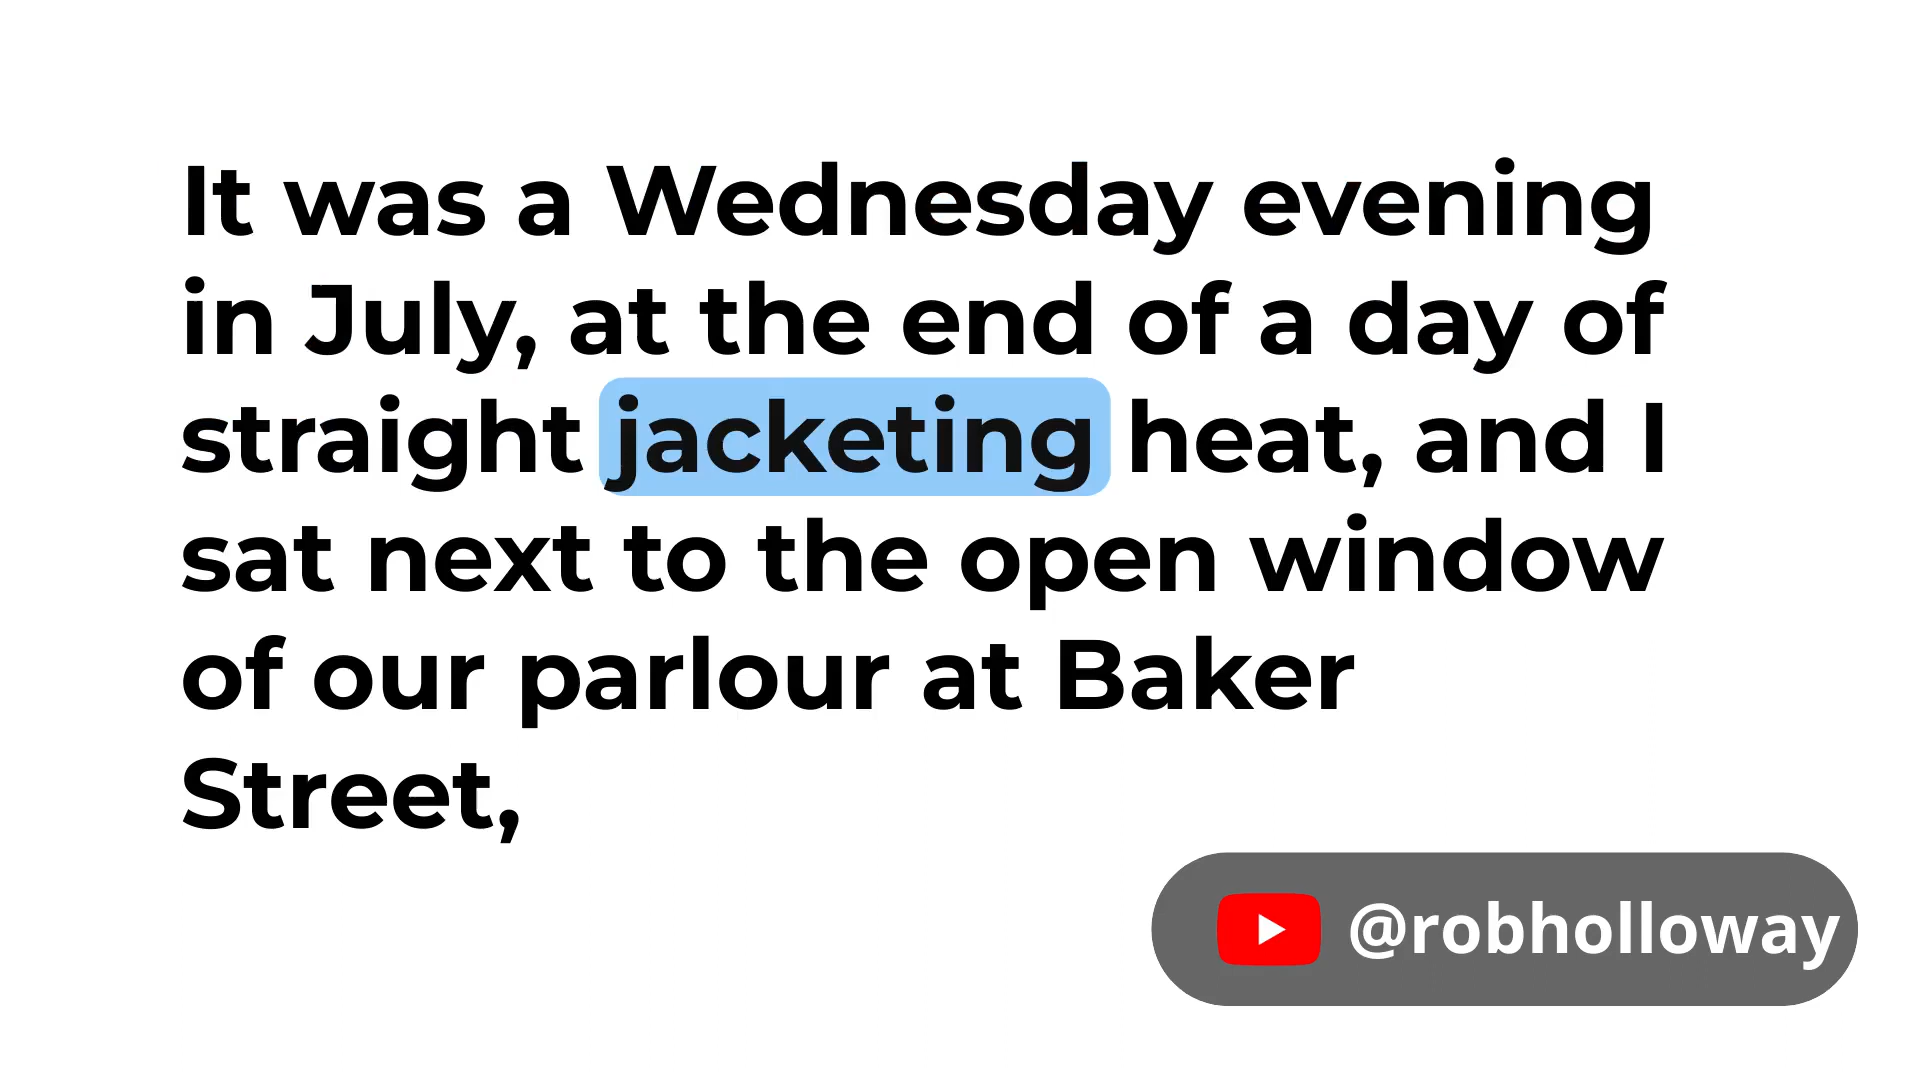 It was a Wednesday evening
in July, at the end of a day of
straight jacketing heat, and I
sat next to the open window
of our parlour at Baker
Street,
@robholloway